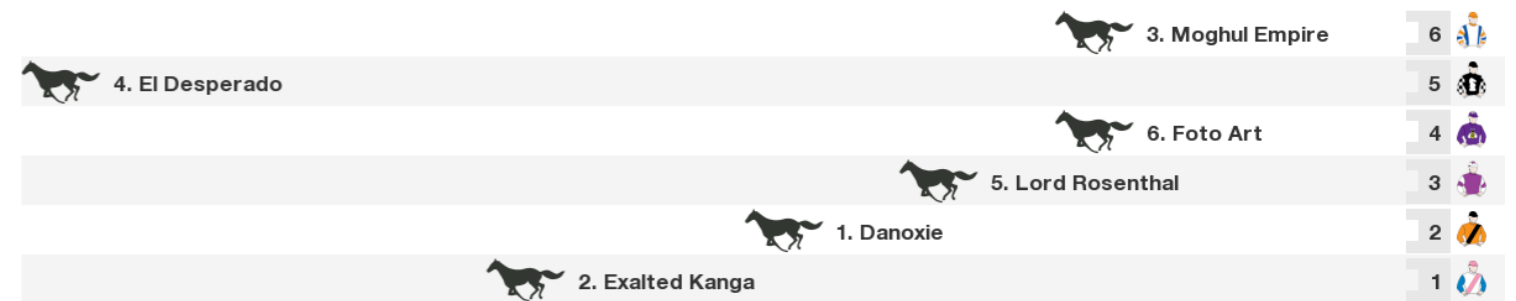 3. Moghul Empire 6
4. El Desperado 5
6. Foto Art 4
5. Lord Rosenthal 3
1. Danoxie 2
2. Exalted Kanga 1